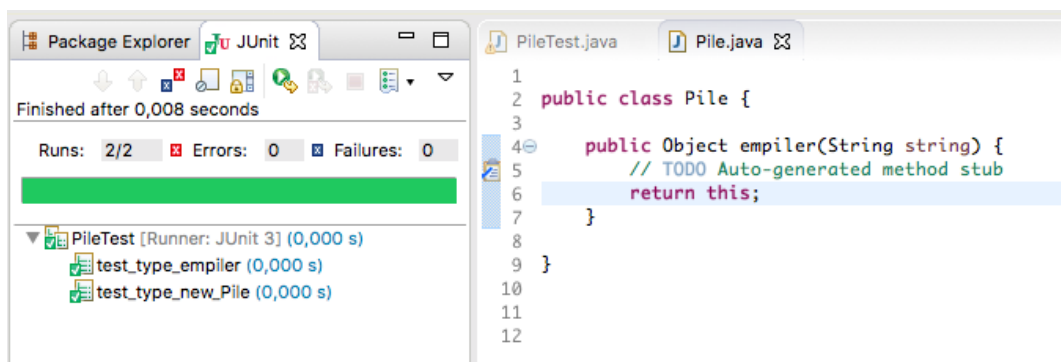 Package Explorer JUnit
Finished after 0,008 seconds
Runs: 2/2 Errors: 0 Failures: 0
PileTest [Runner: JUnit 3] (0,000 s)
test_type_empiler (0,000 s)
test_type_new_Pile (0,000 s)
PileTest.java Pile.java
1
2 public class Pile {
3
4 public Object empiler(String string) {
5 // TODO Auto-generated method stub
6 return this;
7 }
8
9 }
10
11
12